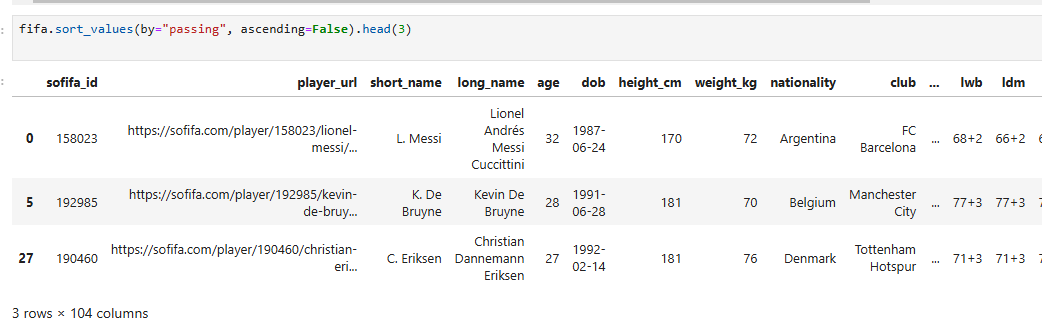 fifa.sort_values(by="passing", ascending=False).head(3)
sofifa_id player_url short_name long_name age dob height_cm weight_kg nationality club ... lwb ldm
0 158023 https://sofifa.com/player/158023/lionel-messi/... L. Messi Lionel Andrés Messi Cuccittini 32 1987-06-24 170 72 Argentina FC Barcelona ... 68+2 66+2
5 192985 https://sofifa.com/player/192985/kevin-de-bruy... K. De Bruyne Kevin De Bruyne 28 1991-06-28 181 70 Belgium Manchester City ... 77+3 77+3
27 190460 https://sofifa.com/player/190460/christian-eri... C. Eriksen Christian Dannemann Eriksen 27 1992-02-14 181 76 Denmark Tottenham Hotspur ... 71+3 71+3
3 rows × 104 columns